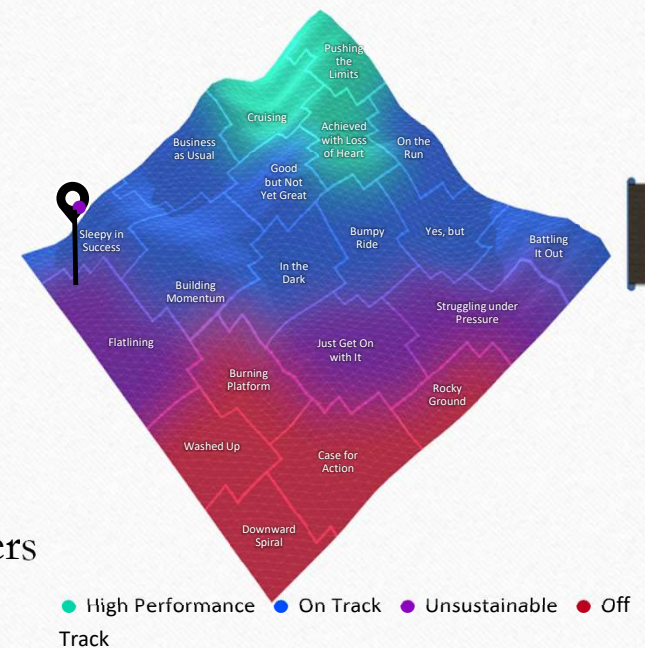 Pushing
the
Limits
Cruising
Achieved
with Loss
of Heart
Business
as Usual
On the
Run
Good
but Not
Yet Great
Sleepy in
Success
Bumpy
Ride
Yes, but
Battling
It Out
In the
Dark
Building
Momentum
Struggling under
Pressure
Flatlining
Just Get On
with It
Burning
Platform
Rocky
Ground
Washed Up
Case for
Action
Downward
Spiral
ers
High Performance On Track Unsustainable Off
Track